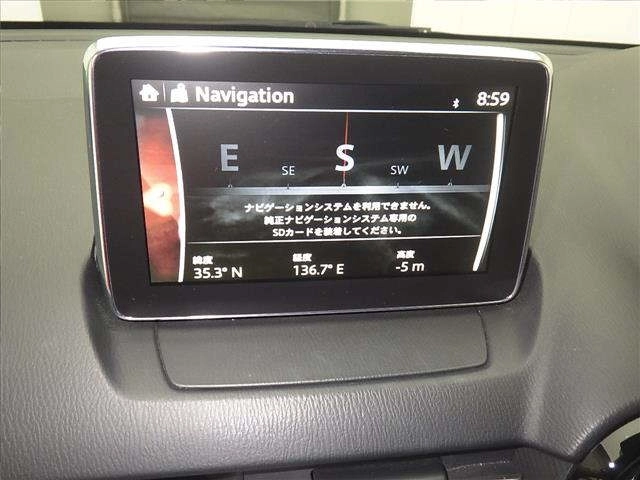 Navigation
8:59
E SE S SW W
ナビゲーションシステムを利用できません。
純正ナビゲーションシステム専用の
SDカードを装着してください。
緯度 経度 高度
35.3° N 136.7° E -5 m